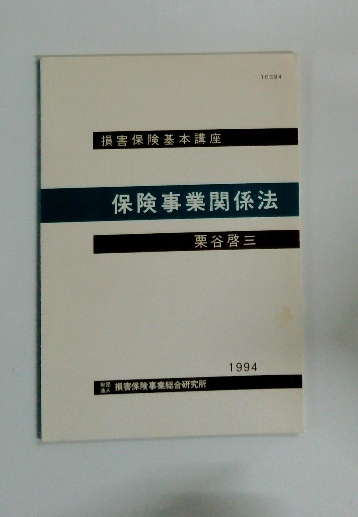 損害保険基本講座
保険事業関係法
栗谷啓三
1994
財団法人 損害保険事業総合研究所